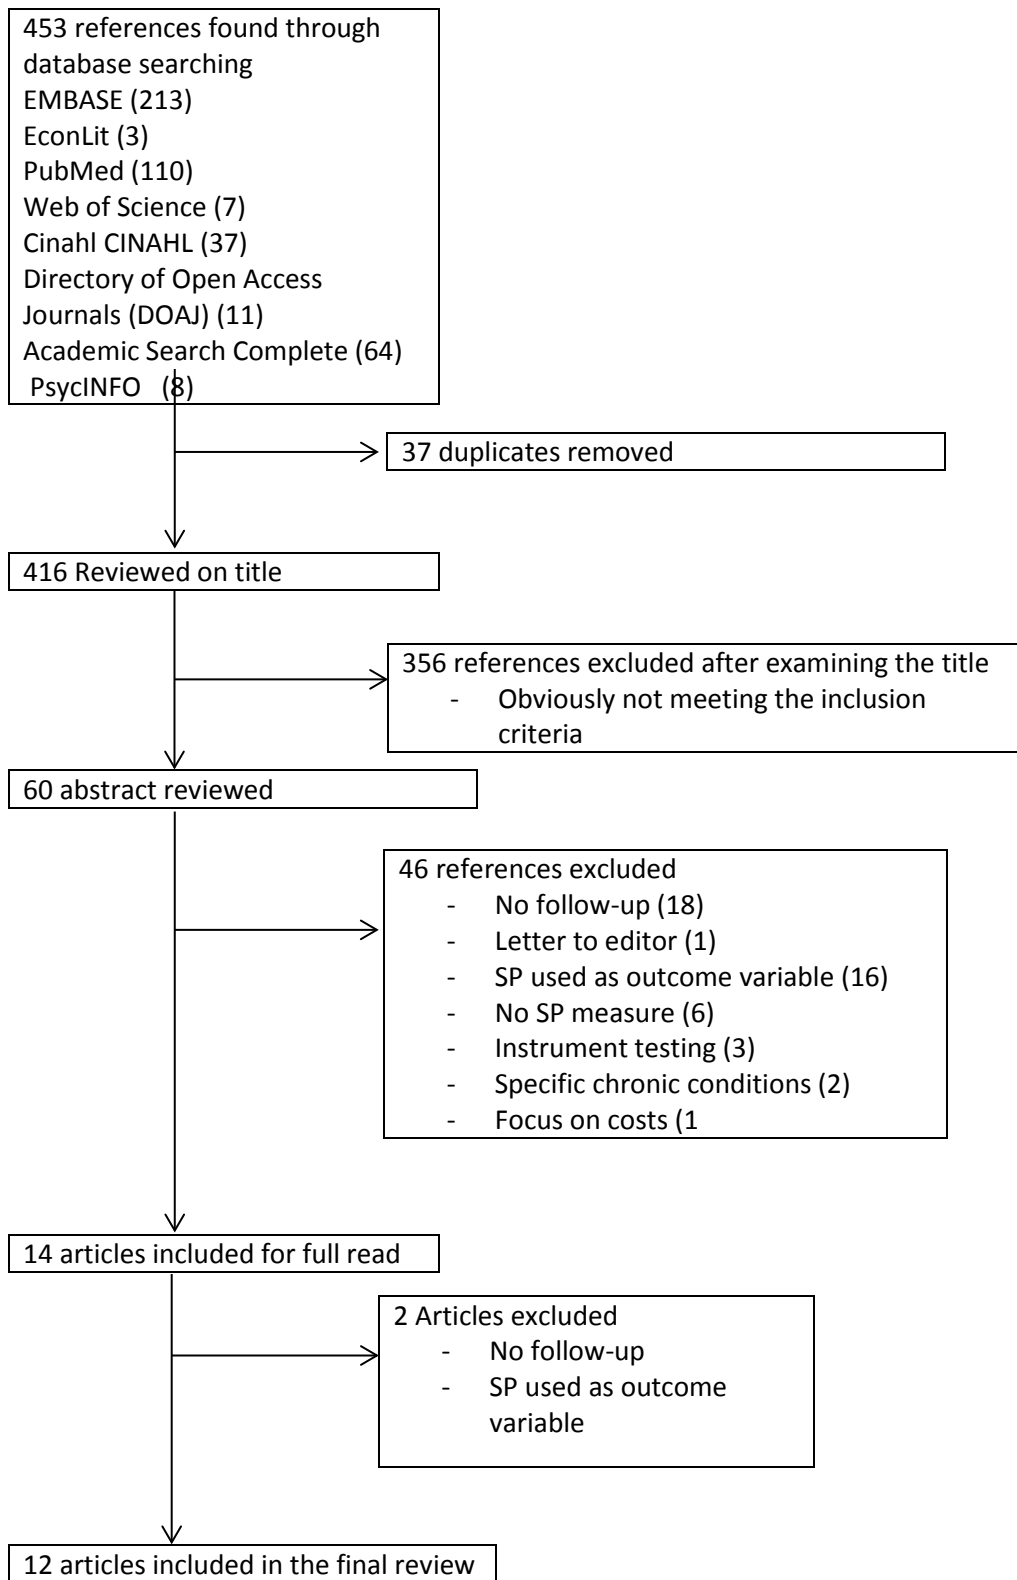 453 references found through
database searching
EMBASE (213)
EconLit (3)
PubMed (110)
Web of Science (7)
Cinahl CINAHL (37)
Directory of Open Access
Journals (DOAJ) (11)
Academic Search Complete (64)
PsycINFO (8)
37 duplicates removed
416 Reviewed on title
356 references excluded after examining the title
- Obviously not meeting the inclusion
criteria
60 abstract reviewed
46 references excluded
- No follow-up (18)
- Letter to editor (1)
- SP used as outcome variable (16)
- No SP measure (6)
- Instrument testing (3)
- Specific chronic conditions (2)
- Focus on costs (1
14 articles included for full read
2 Articles excluded
- No follow-up
- SP used as outcome
variable
12 articles included in the final review